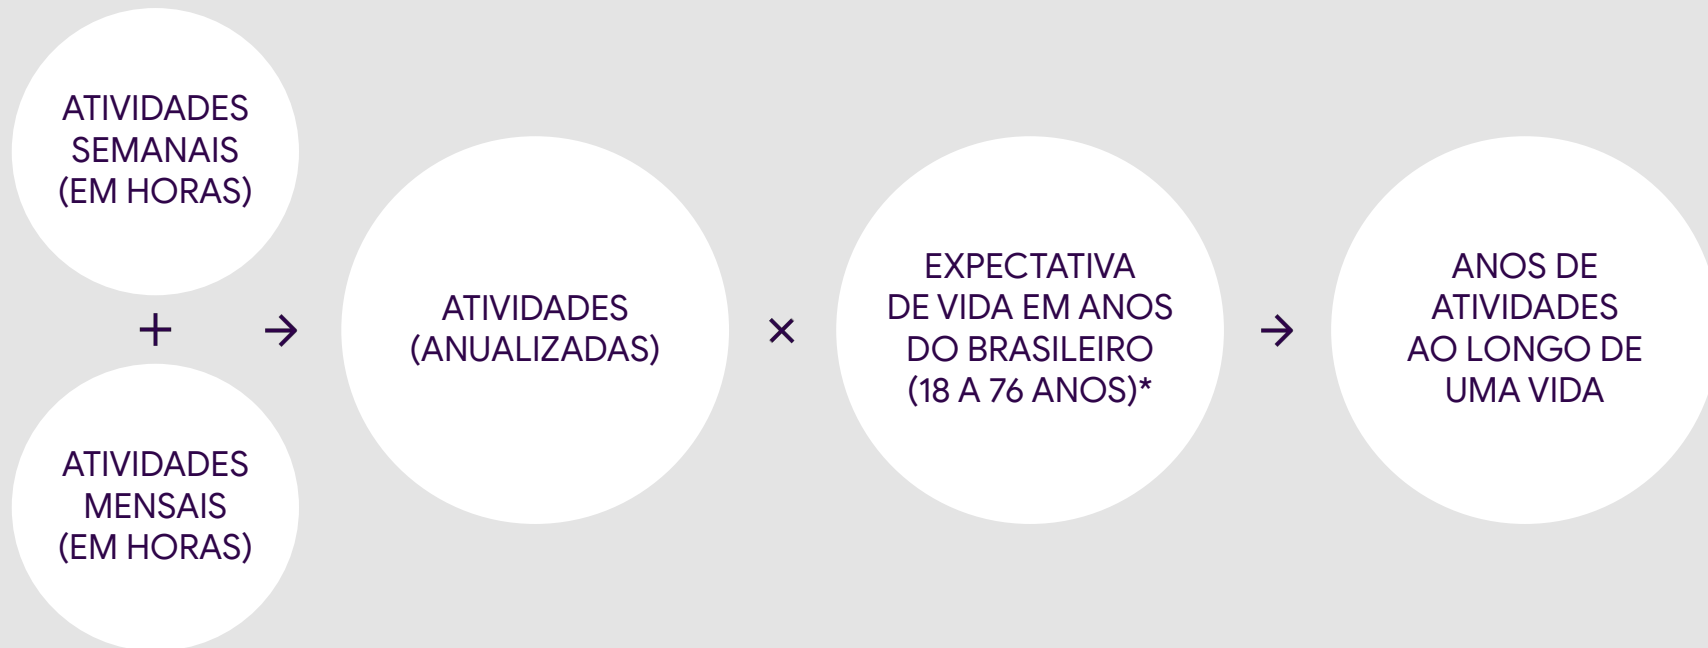 ATIVIDADES
SEMANAIS
(EM HORAS)
+
→
ATIVIDADES
MENSAIS
(EM HORAS)
ATIVIDADES
(ANUALIZADAS)
×
EXPECTATIVA
DE VIDA EM ANOS
DO BRASILEIRO
(18 A 76 ANOS)*
→
ANOS DE
ATIVIDADES
AO LONGO DE
UMA VIDA